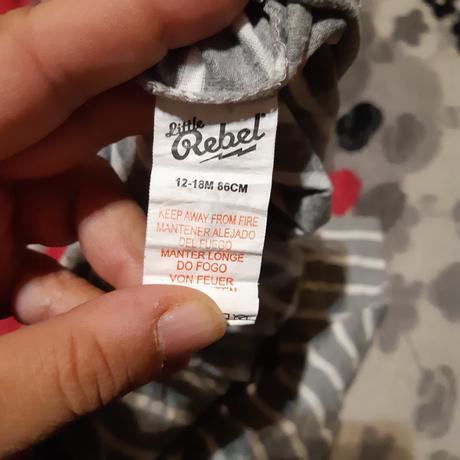 Little
Rebel
12-18M 86CM
KEEP AWAY FROM FIRE
MANTENER ALEJADO
DEL FUEGO
MANTER LONGE
DO FOGO
VON FEUER